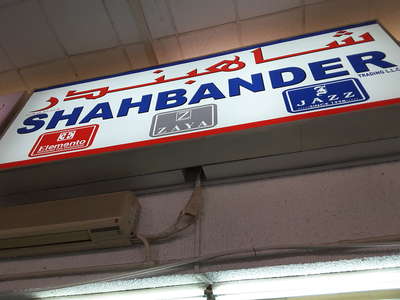 شاهبندر
SHAHBANDER
TRADING L.L.C.
Elemento
Z
ZAYA
J
JAZZ